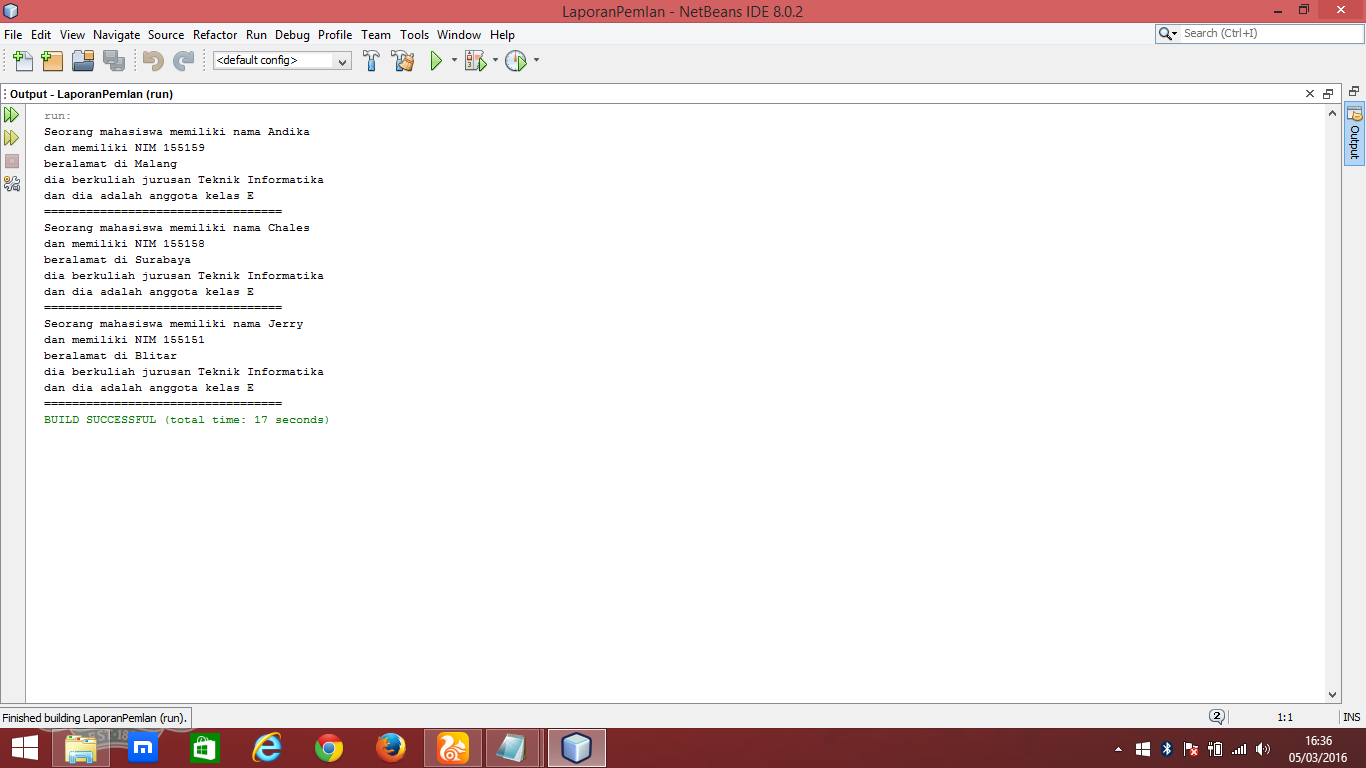 LaporanPemlan - NetBeans IDE 8.0.2
File Edit View Navigate Source Refactor Run Debug Profile Team Tools Window Help
Search (Ctrl+I)
<default config>
Output - LaporanPemlan (run)
Output
run:
Seorang mahasiswa memiliki nama Andika
dan memiliki NIM 155159
beralamat di Malang
dia berkuliah jurusan Teknik Informatika
dan dia adalah anggota kelas E
==================================
Seorang mahasiswa memiliki nama Chales
dan memiliki NIM 155158
beralamat di Surabaya
dia berkuliah jurusan Teknik Informatika
dan dia adalah anggota kelas E
==================================
Seorang mahasiswa memiliki nama Jerry
dan memiliki NIM 155151
beralamat di Blitar
dia berkuliah jurusan Teknik Informatika
dan dia adalah anggota kelas E
==================================
BUILD SUCCESSFUL (total time: 17 seconds)
Finished building LaporanPemlan (run).
2
1:1
INS
16:36
05/03/2016